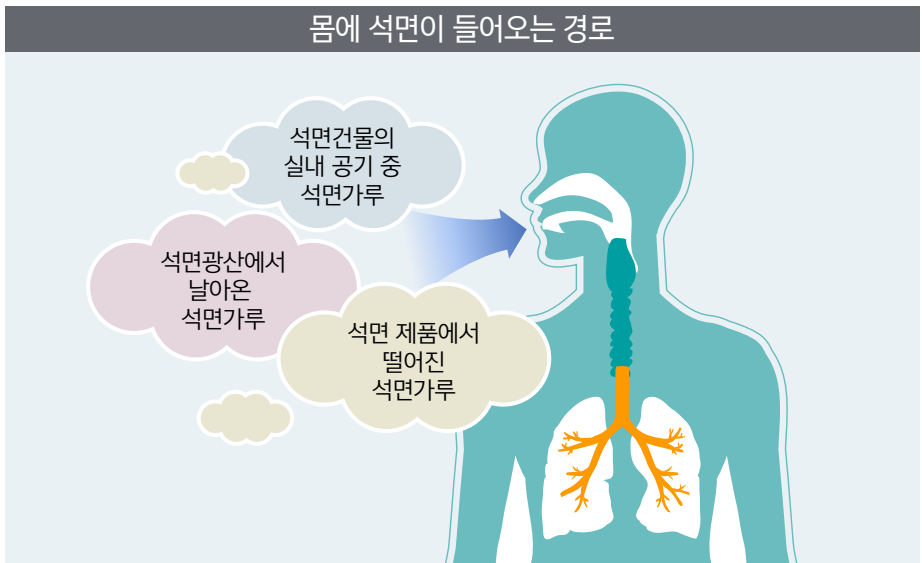 몸에 석면이 들어오는 경로
석면건물의
실내 공기 중
석면가루
석면광산에서
날아온
석면가루
석면 제품에서
떨어진
석면가루